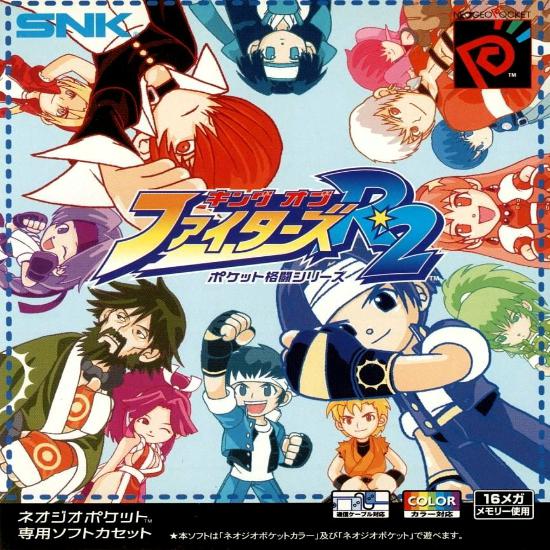 SNK
NEOGEO POCKET
TM
キング オブ
ファイターズR・2
TM
ポケット格闘シリーズ
ネオジオポケット™
専用ソフトカセット
通信ケーブル対応
COLOR
カラー対応
16メガ
メモリー使用
★本ソフトは「ネオジオポケットカラー」及び「ネオジオポケット」で遊べます。